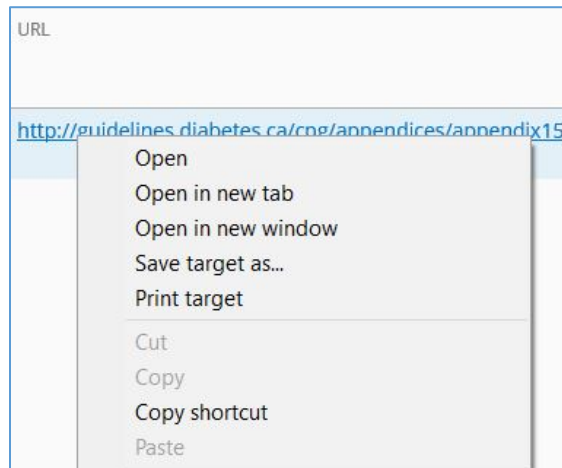 URL
http://guidelines.diabetes.ca/cpg/appendices/appendix15
Open
Open in new tab
Open in new window
Save target as...
Print target
Cut
Copy
Copy shortcut
Paste